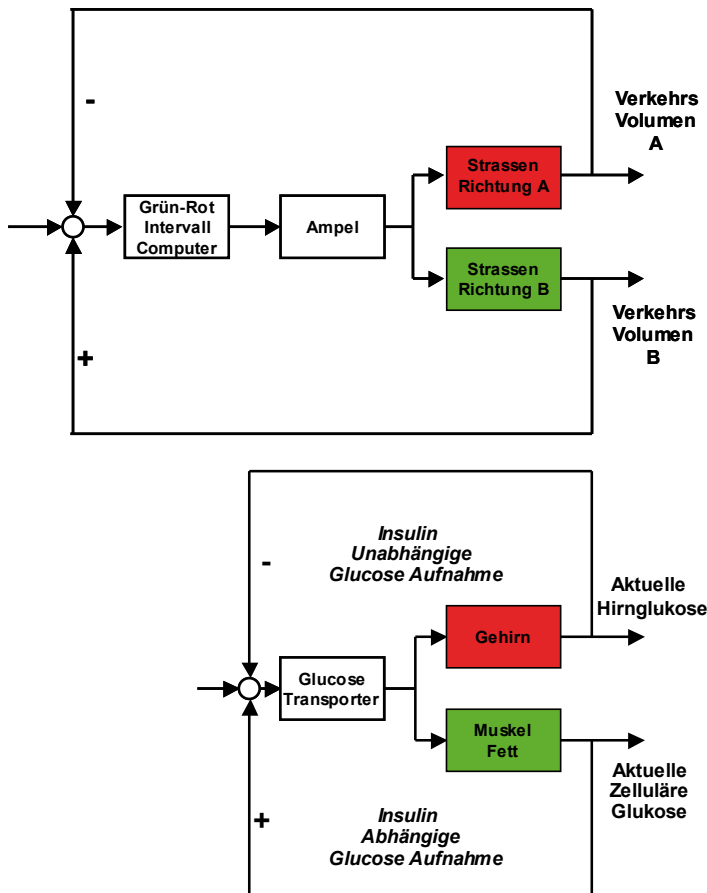 -
Verkehrs
Volumen
A
Strassen
Richtung A
Grün-Rot
Intervall
Computer
Ampel
Strassen
Richtung B
Verkehrs
Volumen
B
+
Insulin
Unabhängige
Glucose Aufnahme
-
Aktuelle
Hirnglukose
Gehirn
Glucose
Transporter
Muskel
Fett
Aktuelle
Zelluläre
Glukose
+
Insulin
Abhängige
Glucose Aufnahme